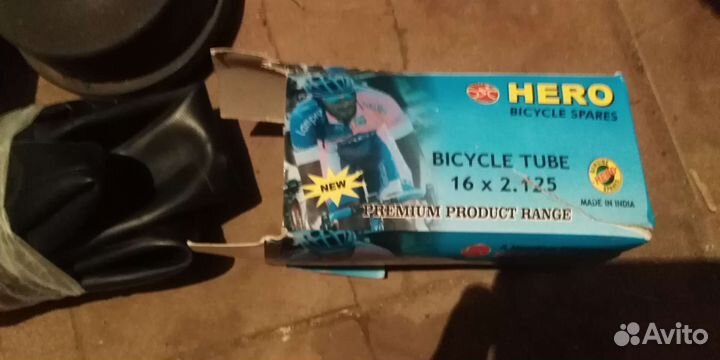 HERO
BICYCLE SPARES
BICYCLE TUBE
16 x 2.125
NEW
MADE IN INDIA
PREMIUM PRODUCT RANGE
Avito